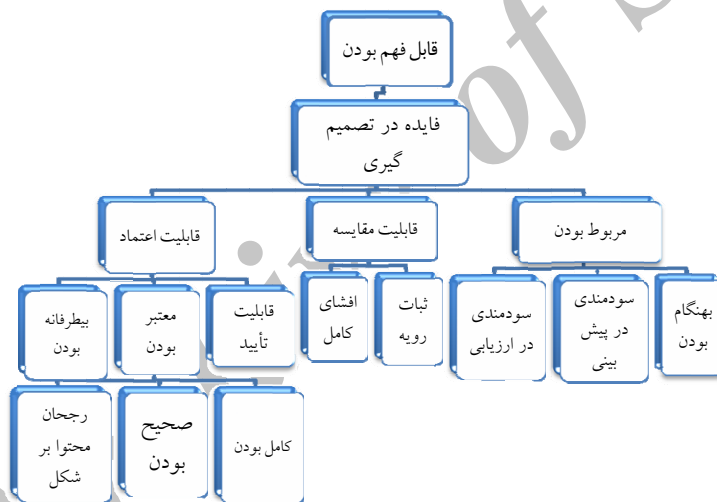 قابل فهم بودن
فایده در تصمیم
گیری
مربوط بودن
قابلیت مقایسه
قابلیت اعتماد
بهنگام
بودن
سودمندی
در پیش
بینی
سودمندی
در ارزیابی
ثبات
رویه
افشای
کامل
قابلیت
تأیید
معتبر
بودن
بیطرفانه
بودن
کامل بودن
صحیح
بودن
رجحان
محتوا بر
شکل